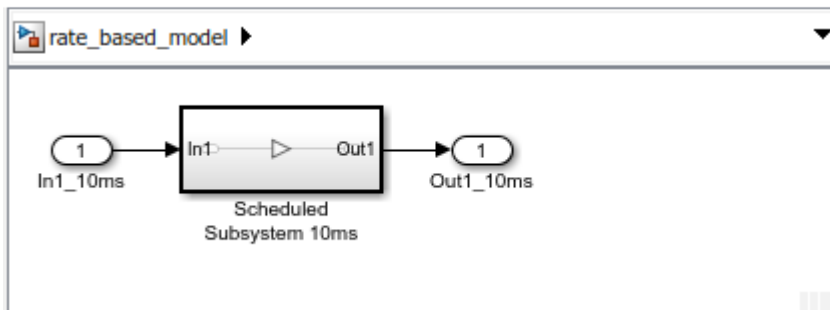 rate_based_model
1
In1
Out1
1
In1_10ms
Out1_10ms
Scheduled
Subsystem 10ms